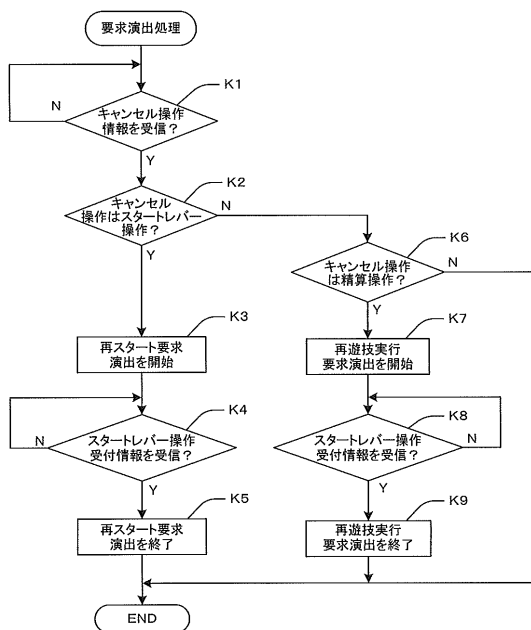 要求演出処理
K1
N
キャンセル操作
情報を受信？
Y
K2
キャンセル
操作はスタートレバー
操作？
N
Y
K6
キャンセル操作
は精算操作？
N
Y
K3
再スタート要求
演出を開始
K7
再遊技実行
要求演出を開始
K4
スタートレバー操作
受付情報を受信？
N
Y
K8
スタートレバー操作
受付情報を受信？
N
Y
K5
再スタート要求
演出を終了
K9
再遊技実行
要求演出を終了
END